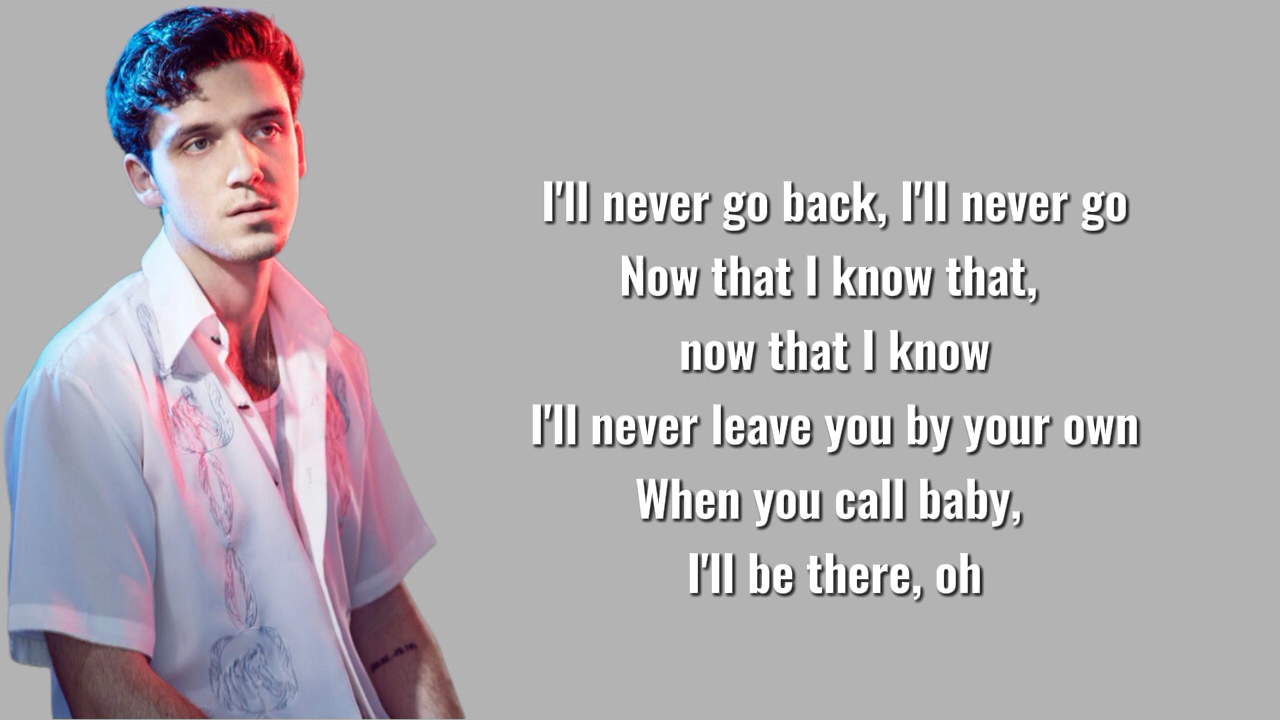 I'll never go back, I'll never go
Now that I know that,
now that I know
I'll never leave you by your own
When you call baby,
I'll be there, oh